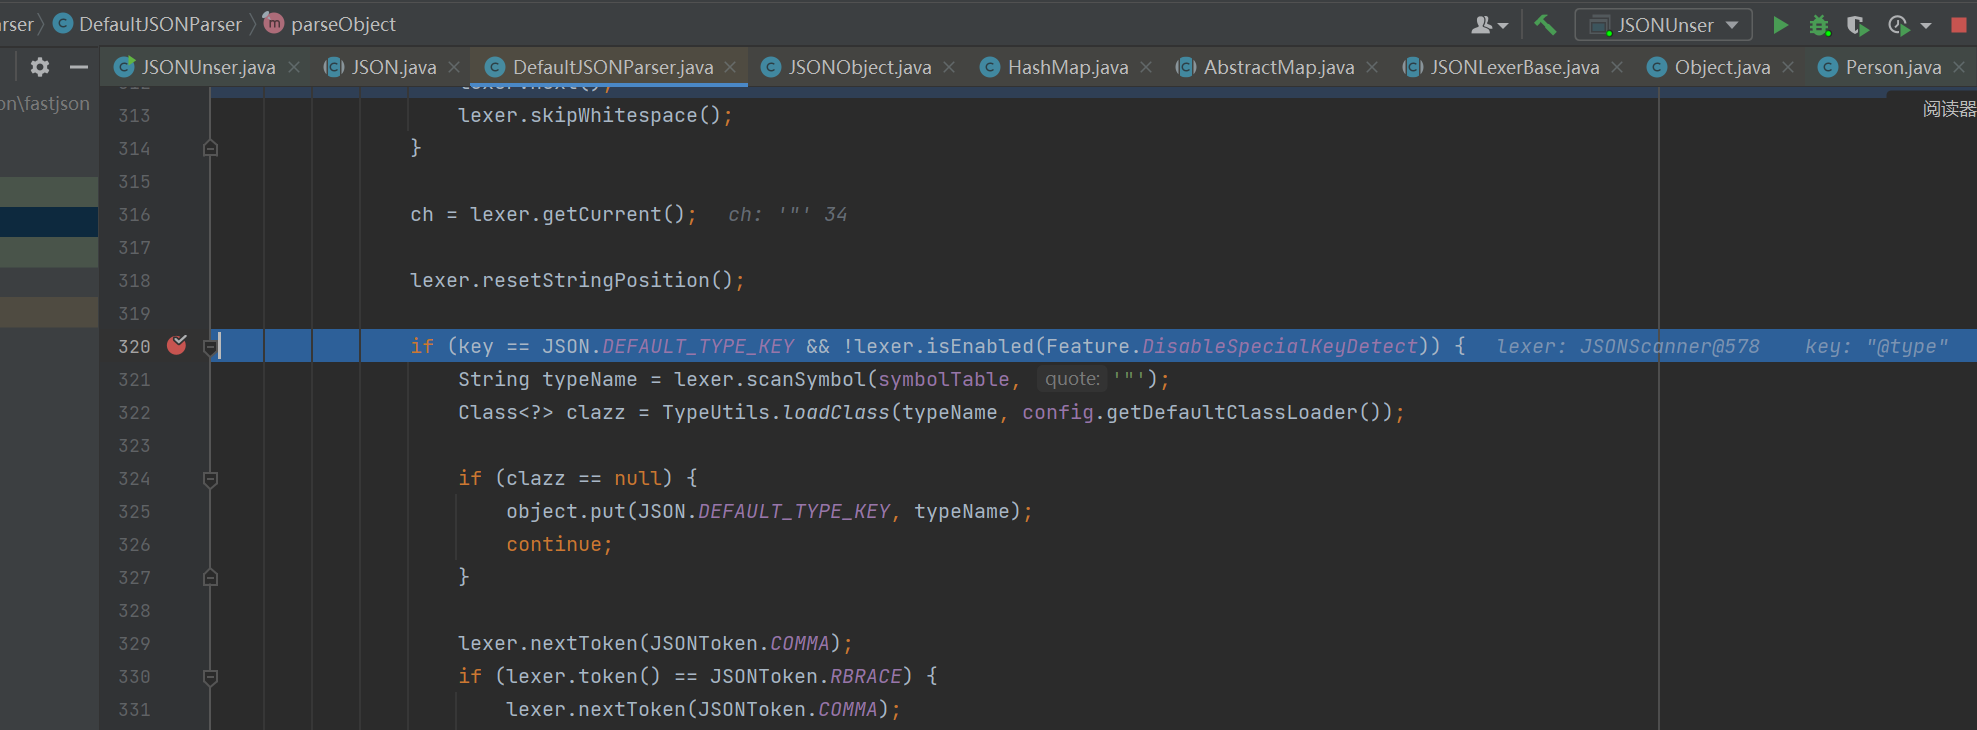 rser DefaultJSONParser parseObject JSONUnser
JSONUnser.java JSON.java DefaultJSONParser.java JSONObject.java HashMap.java AbstractMap.java JSONLexerBase.java Object.java Person.java
on\fastjson
阅读器
lexer.next();
313 lexer.skipWhitespace();
314 }
315
316 ch = lexer.getCurrent(); ch: '"' 34
317
318 lexer.resetStringPosition();
319
320 if (key == JSON.DEFAULT_TYPE_KEY && !lexer.isEnabled(Feature.DisableSpecialKeyDetect)) { lexer: JSONScanner@578 key: "@type"
321 String typeName = lexer.scanSymbol(symbolTable, quote: '"');
322 Class<?> clazz = TypeUtils.loadClass(typeName, config.getDefaultClassLoader());
323
324 if (clazz == null) {
325 object.put(JSON.DEFAULT_TYPE_KEY, typeName);
326 continue;
327 }
328
329 lexer.nextToken(JSONToken.COMMA);
330 if (lexer.token() == JSONToken.RBRACE) {
331 lexer.nextToken(JSONToken.COMMA);